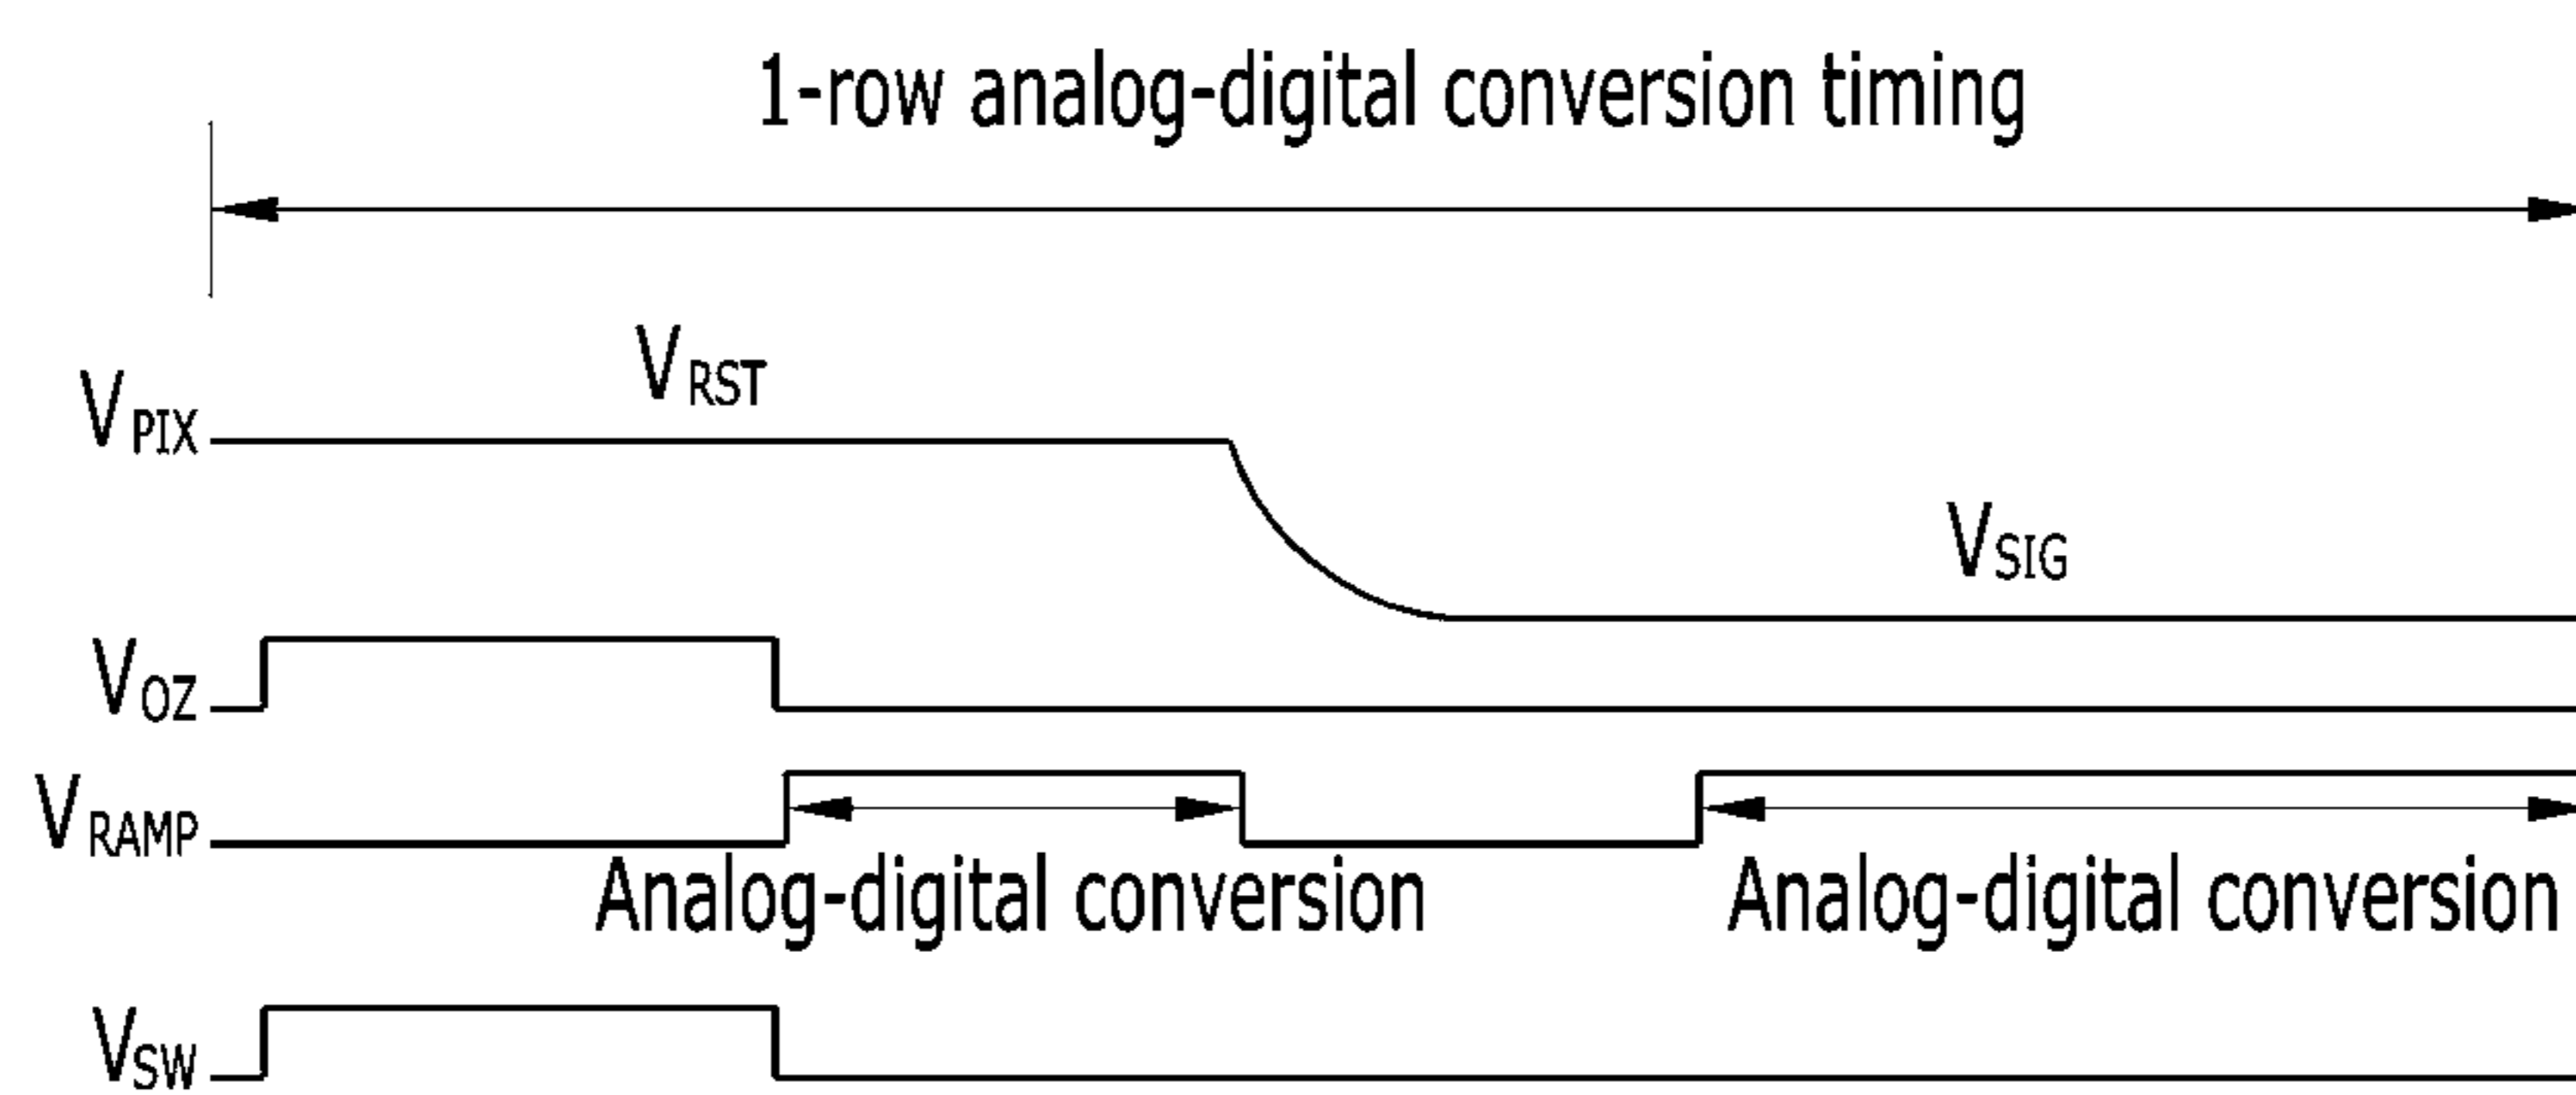 1-row analog-digital conversion timing
VRST
VPIX
VSIG
VOZ
VRAMP
Analog-digital conversion Analog-digital conversion
VSW